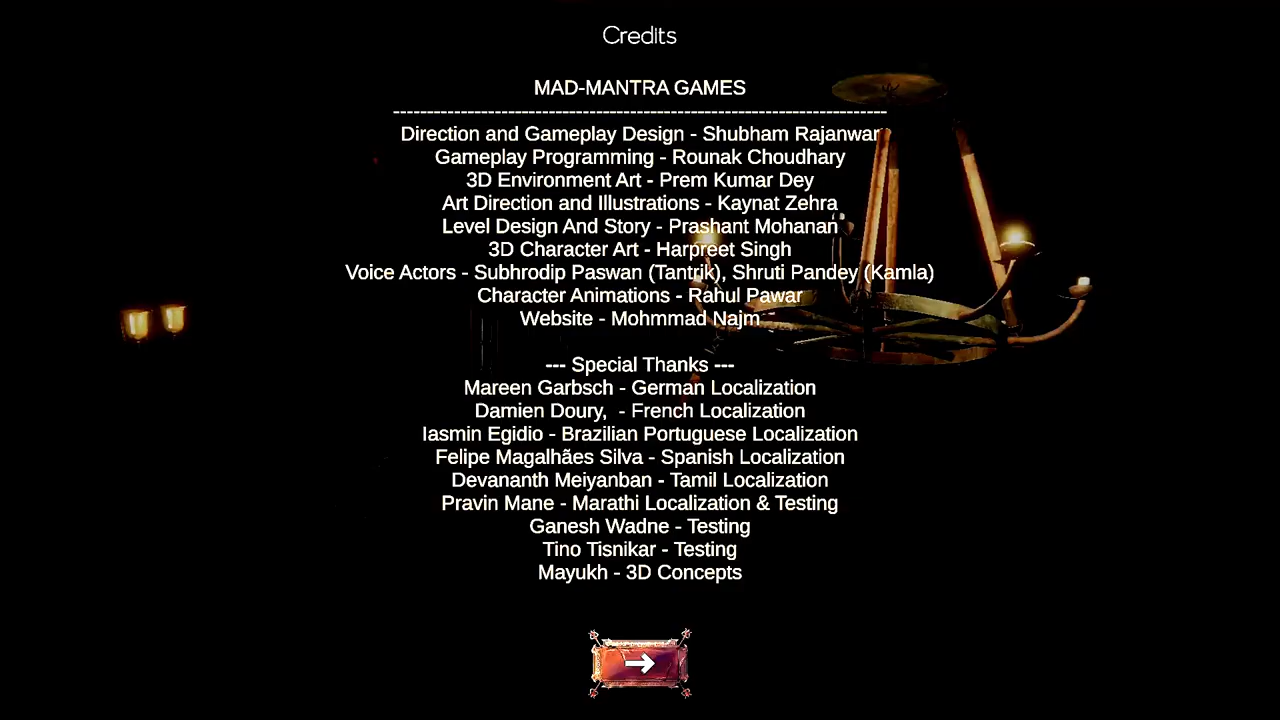 Credits
MAD-MANTRA GAMES
--------------------------------------------------------------------------
Direction and Gameplay Design - Shubham Rajanwar
Gameplay Programming - Rounak Choudhary
3D Environment Art - Prem Kumar Dey
Art Direction and Illustrations - Kaynat Zehra
Level Design And Story - Prashant Mohanan
3D Character Art - Harpreet Singh
Voice Actors - Subhrodip Paswan (Tantrik), Shruti Pandey (Kamla)
Character Animations - Rahul Pawar
Website - Mohmmad Najm
--- Special Thanks ---
Mareen Garbsch - German Localization
Damien Doury,  - French Localization
Iasmin Egidio - Brazilian Portuguese Localization
Felipe Magalhães Silva - Spanish Localization
Devananth Meiyanban - Tamil Localization
Pravin Mane - Marathi Localization & Testing
Ganesh Wadne - Testing
Tino Tisnikar - Testing
Mayukh - 3D Concepts